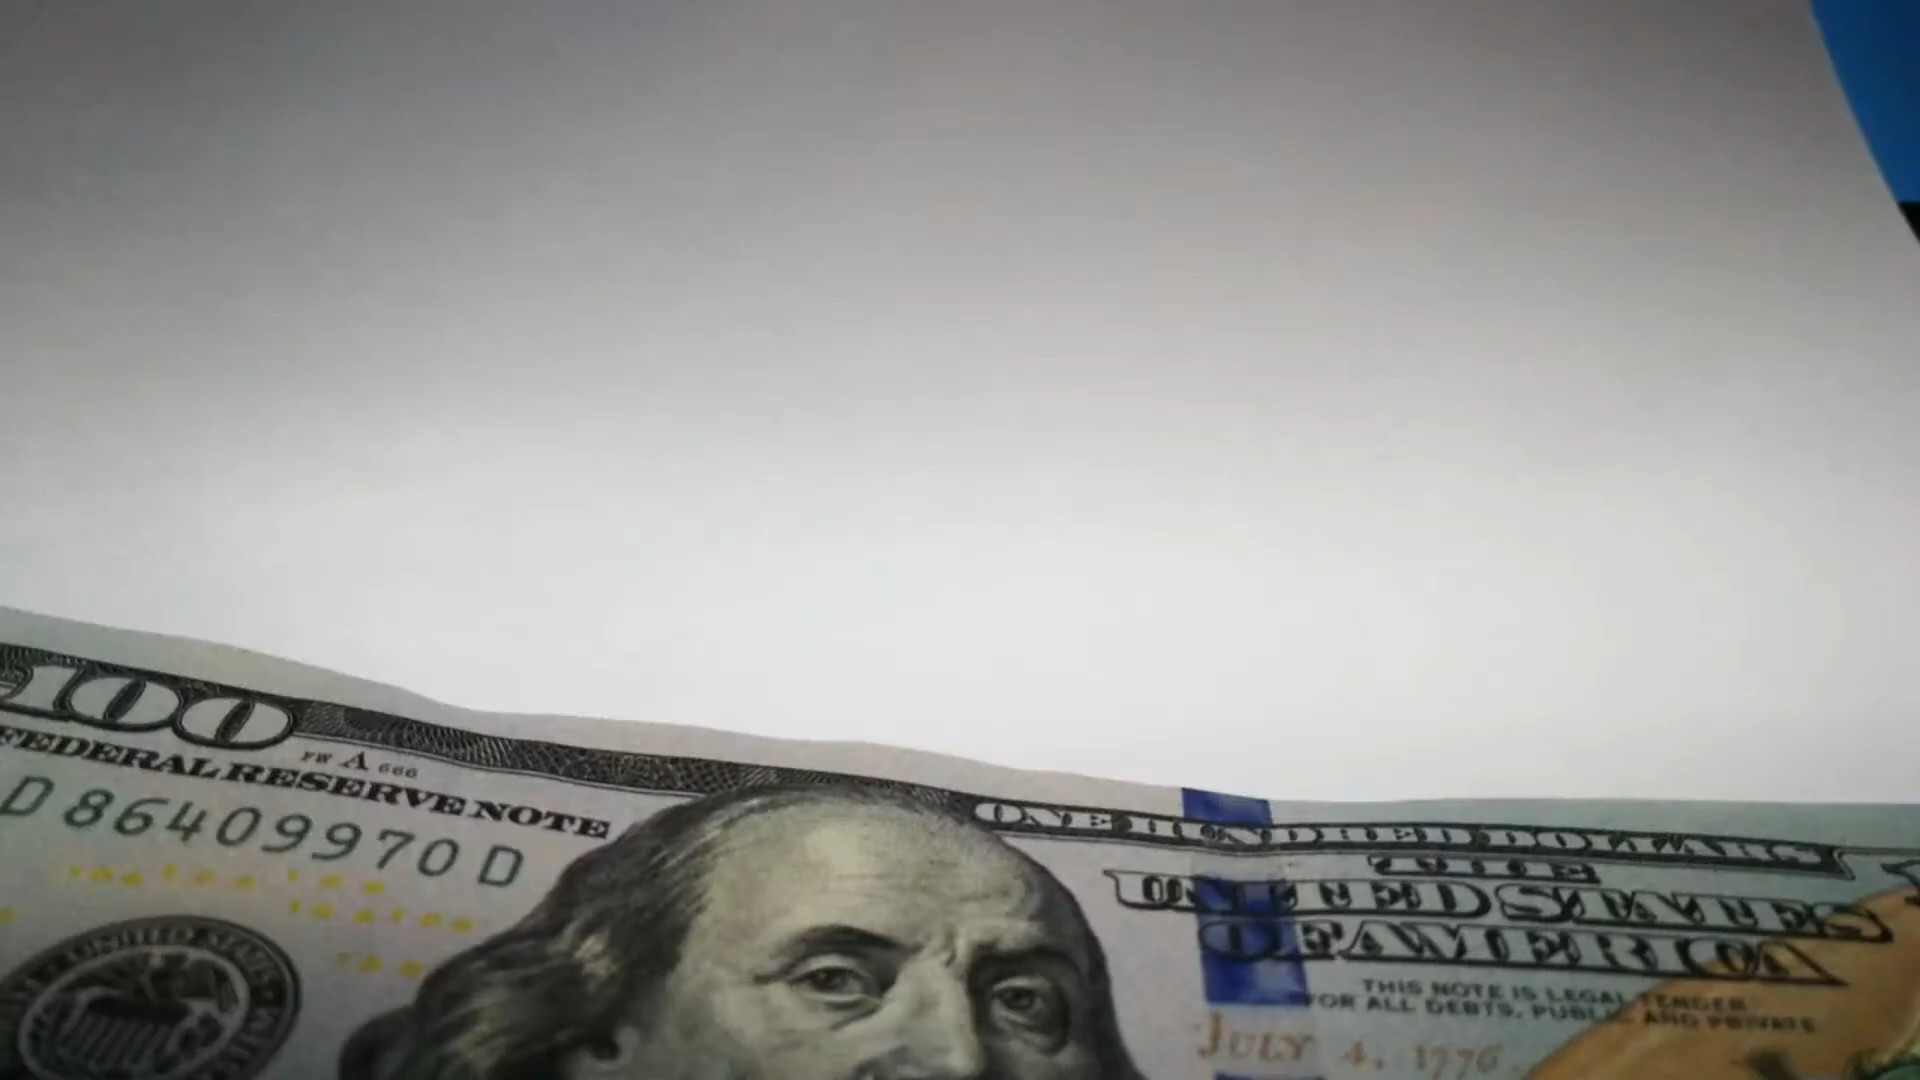 100
FW A 666
FEDERAL RESERVE NOTE
D 86409970 D
ONE HUNDRED DOLLARS
THE
UNITED STATES
OF AMERICA
THIS NOTE IS LEGAL TENDER
FOR ALL DEBTS, PUBLIC AND PRIVATE
JULY 4, 1776